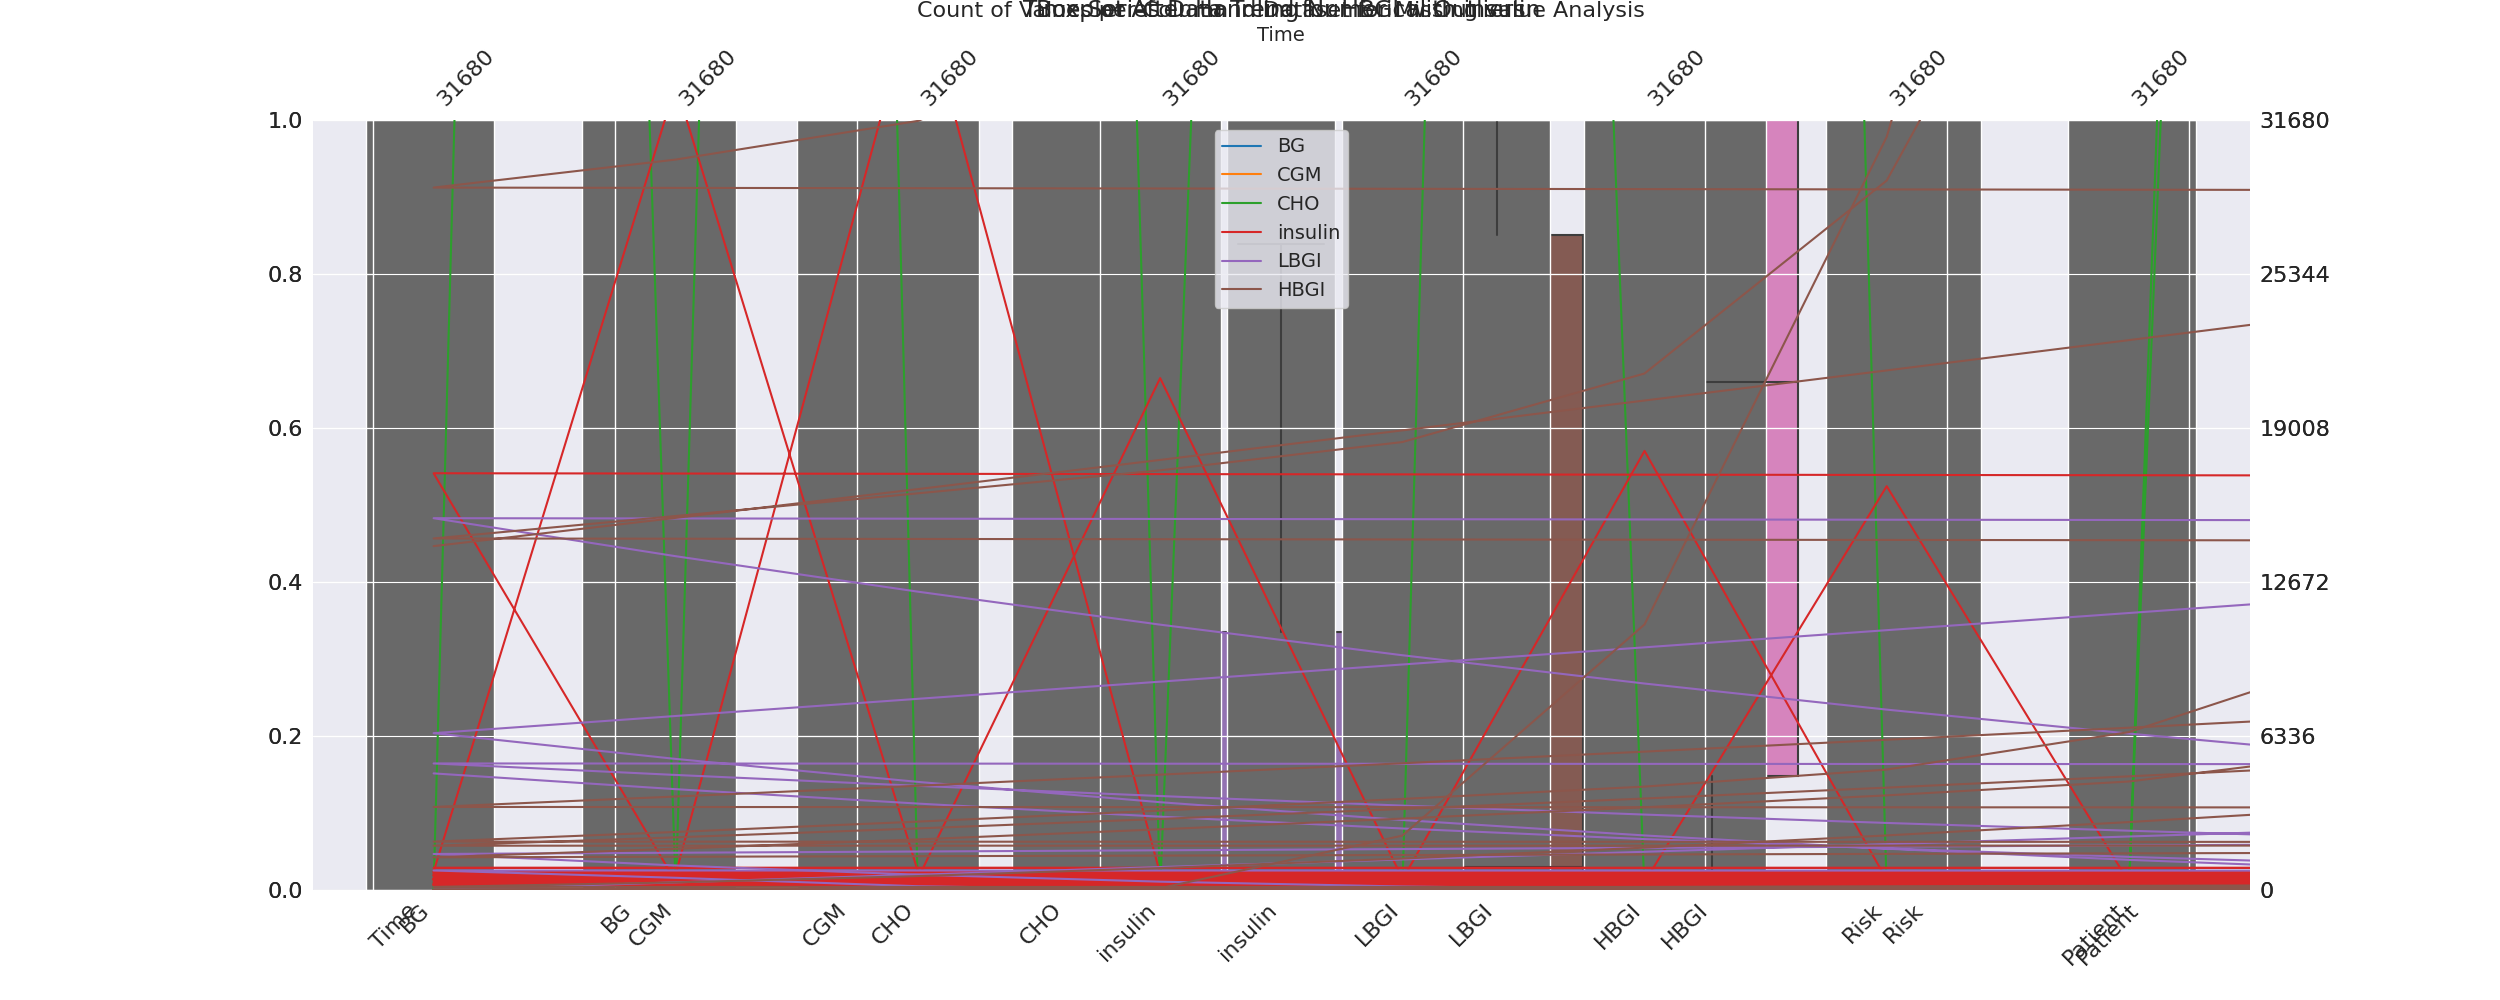 Time
31680 31680 31680 31680 31680 31680 31680 31680
1.0
0.8
0.6
0.4
0.2
0.0
31680
25344
19008
12672
6336
0
BG
CGM
CHO
insulin
LBGI
HBGI
Time BG BG CGM CGM CHO CHO insulin insulin LBGI LBGI HBGI HBGI Risk Risk Patient Patient